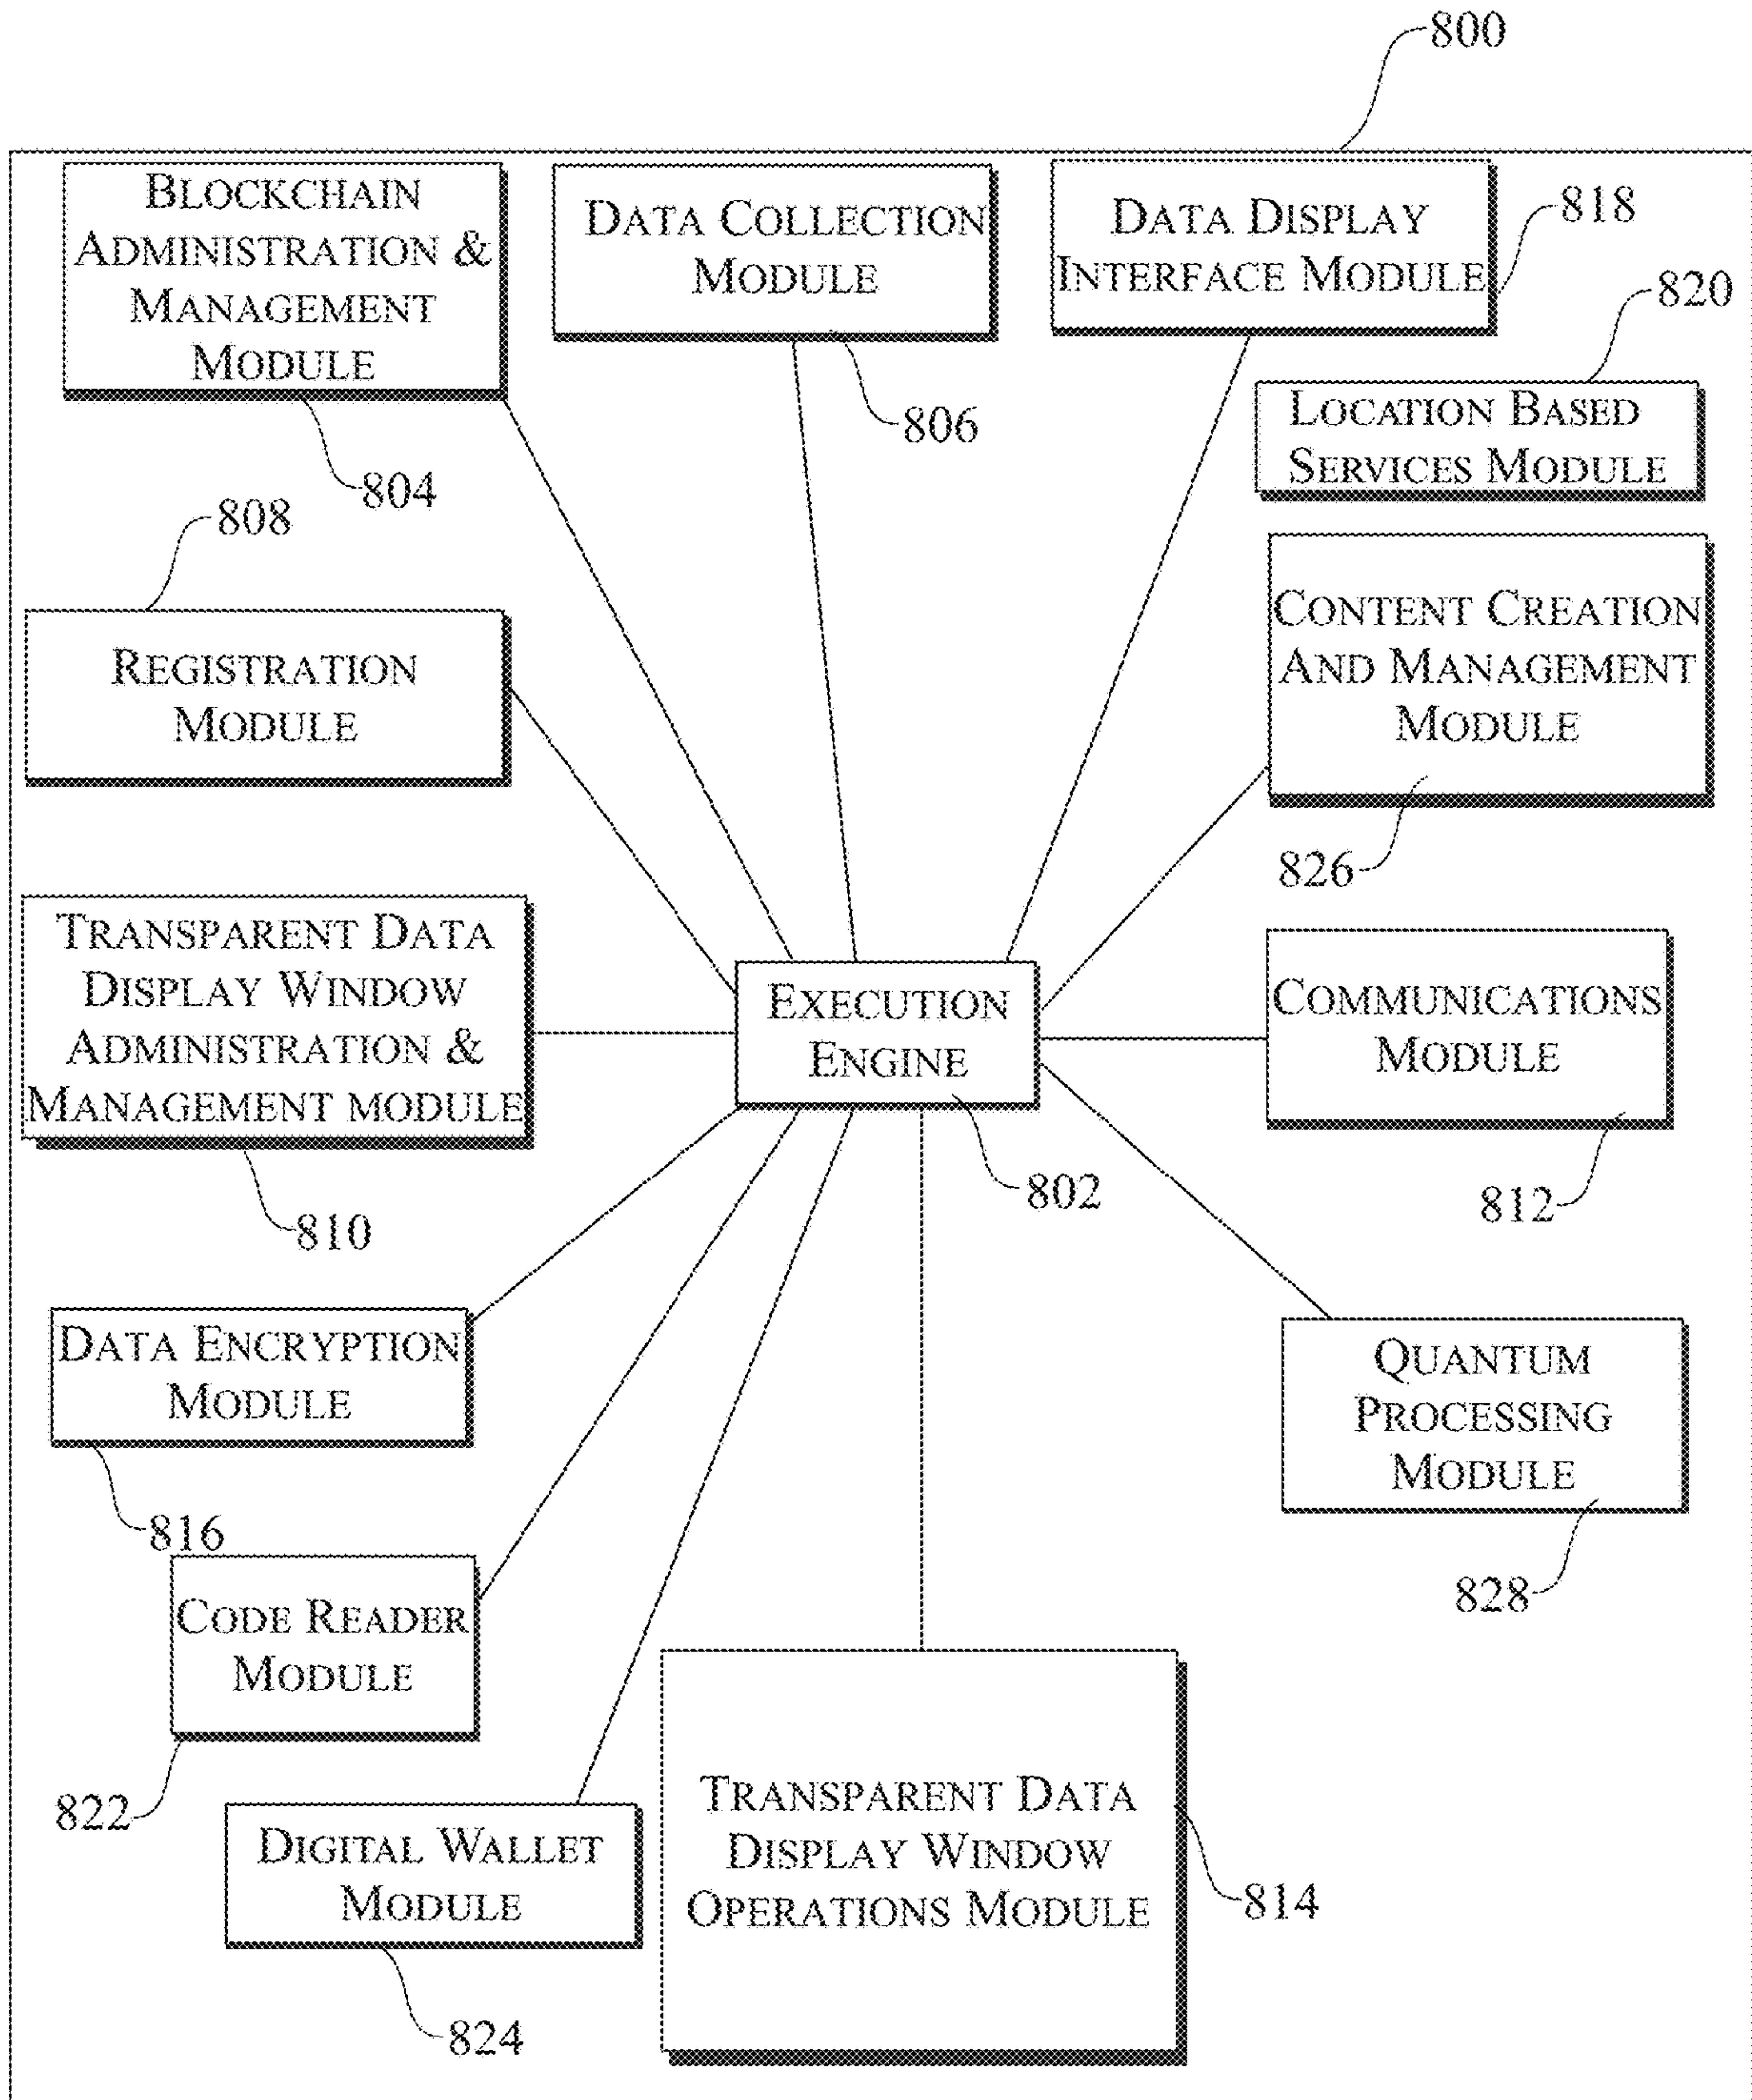 800
BLOCKCHAIN
ADMINISTRATION &
MANAGEMENT
MODULE
804
DATA COLLECTION
MODULE
806
DATA DISPLAY
INTERFACE MODULE
818
820
LOCATION BASED
SERVICES MODULE
808
REGISTRATION
MODULE
CONTENT CREATION
AND MANAGEMENT
MODULE
826
TRANSPARENT DATA
DISPLAY WINDOW
ADMINISTRATION &
MANAGEMENT MODULE
810
EXECUTION
ENGINE
802
COMMUNICATIONS
MODULE
812
DATA ENCRYPTION
MODULE
816
QUANTUM
PROCESSING
MODULE
828
CODE READER
MODULE
822
DIGITAL WALLET
MODULE
824
TRANSPARENT DATA
DISPLAY WINDOW
OPERATIONS MODULE
814